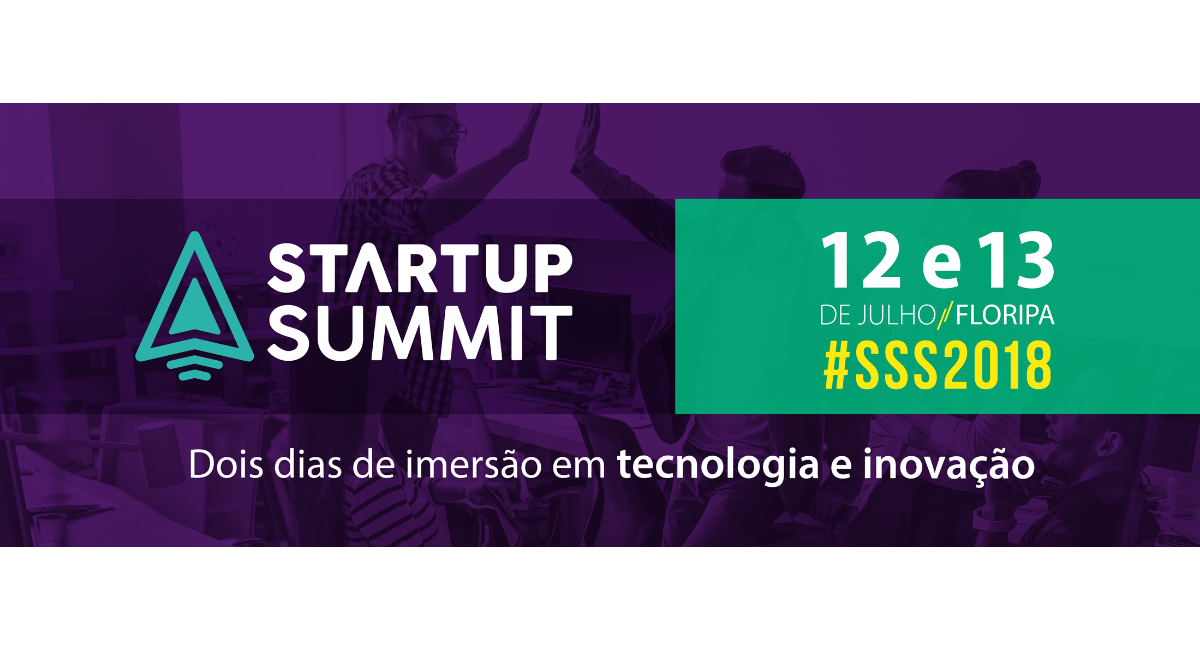 STARTUP
SUMMIT
12 e 13
DE JULHO//FLORIPA
#SSS2018
Dois dias de imersão em tecnologia e inovação